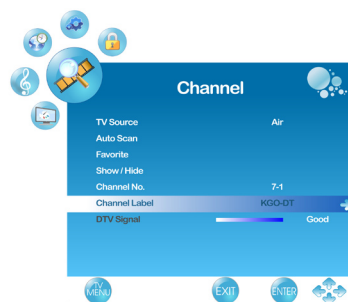 Channel
TV Source Air
Auto Scan
Favorite
Show / Hide
Channel No. 7-1
Channel Label KGO-DT
DTV Signal Good
TV
MENU
EXIT
ENTER